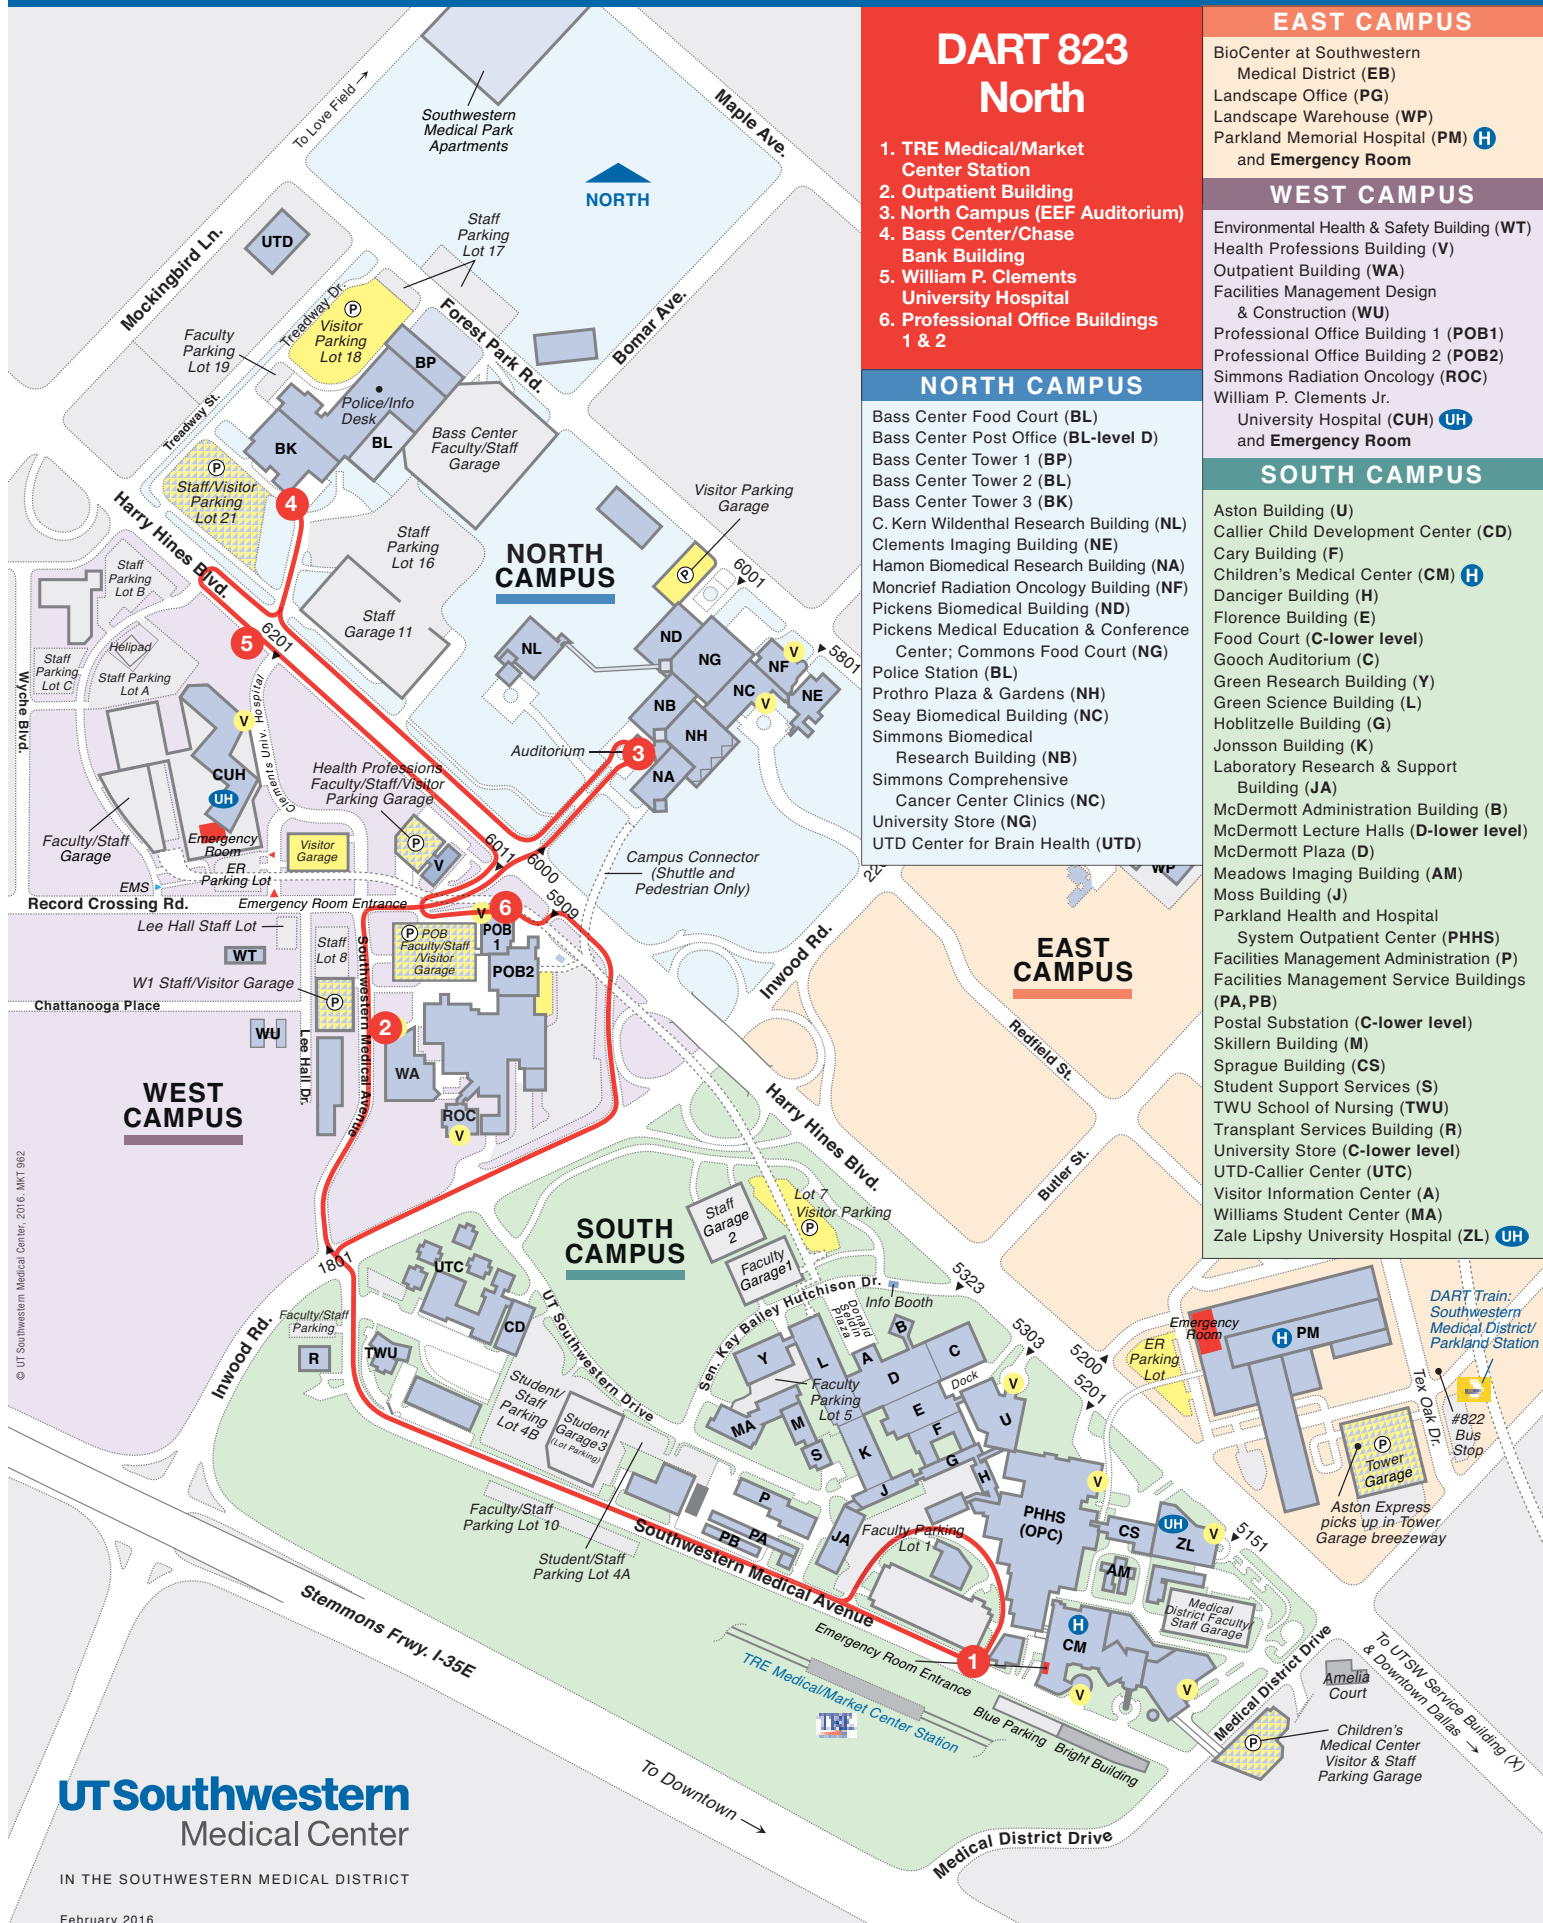 DART 823
North
1. TRE Medical/Market
Center Station
2. Outpatient Building
3. North Campus (EEF Auditorium)
4. Bass Center/Chase
Bank Building
5. William P. Clements
University Hospital
6. Professional Office Buildings
1 & 2
NORTH CAMPUS
Bass Center Food Court (BL)
Bass Center Post Office (BL-level D)
Bass Center Tower 1 (BP)
Bass Center Tower 2 (BL)
Bass Center Tower 3 (BK)
C. Kern Wildenthal Research Building (NL)
Clements Imaging Building (NE)
Hamon Biomedical Research Building (NA)
Moncrief Radiation Oncology Building (NF)
Pickens Biomedical Building (ND)
Pickens Medical Education & Conference
Center; Commons Food Court (NG)
Police Station (BL)
Prothro Plaza & Gardens (NH)
Seay Biomedical Building (NC)
Simmons Biomedical
Research Building (NB)
Simmons Comprehensive
Cancer Center Clinics (NC)
University Store (NG)
UTD Center for Brain Health (UTD)
EAST CAMPUS
BioCenter at Southwestern
Medical District (EB)
Landscape Office (PG)
Landscape Warehouse (WP)
Parkland Memorial Hospital (PM) H
and Emergency Room
WEST CAMPUS
Environmental Health & Safety Building (WT)
Health Professions Building (V)
Outpatient Building (WA)
Facilities Management Design
& Construction (WU)
Professional Office Building 1 (POB1)
Professional Office Building 2 (POB2)
Simmons Radiation Oncology (ROC)
William P. Clements Jr.
University Hospital (CUH) UH
and Emergency Room
SOUTH CAMPUS
Aston Building (U)
Callier Child Development Center (CD)
Cary Building (F)
Children's Medical Center (CM) H
Danciger Building (H)
Florence Building (E)
Food Court (C-lower level)
Gooch Auditorium (C)
Green Research Building (Y)
Green Science Building (L)
Hoblitzelle Building (G)
Jonsson Building (K)
Laboratory Research & Support
Building (JA)
McDermott Administration Building (B)
McDermott Lecture Halls (D-lower level)
McDermott Plaza (D)
Meadows Imaging Building (AM)
Moss Building (J)
Parkland Health and Hospital
System Outpatient Center (PHHS)
Facilities Management Administration (P)
Facilities Management Service Buildings
(PA, PB)
Postal Substation (C-lower level)
Skillern Building (M)
Sprague Building (CS)
Student Support Services (S)
TWU School of Nursing (TWU)
Transplant Services Building (R)
University Store (C-lower level)
UTD-Callier Center (UTC)
Visitor Information Center (A)
Williams Student Center (MA)
Zale Lipshy University Hospital (ZL) UH
To Love Field
Southwestern
Medical Park
Apartments
Maple Ave.
NORTH
UTD
Staff
Parking
Lot 17
Mockingbird Ln.
Treadway Dr.
P
Visitor
Parking
Lot 18
Forest Park Rd.
Bomar Ave.
Faculty
Parking
Lot 19
BP
Police/Info
Desk
Treadway St.
BL
BK
Bass Center
Faculty/Staff
Garage
P
Staff/Visitor
Parking
Lot 21
4
Harry Hines Blvd.
Visitor Parking
Garage
Staff
Parking
Lot 16
NORTH
CAMPUS
P
6001
Staff
Parking
Lot B
Staff
Garage 11
6201
5
Helipad
Staff
Parking
Lot C
Staff Parking
Lot A
NL
ND
NG
NF
V
5801
NC
V
NE
NB
NH
Auditorium
3
NA
Wyche Blvd.
V
Clements Univ. Hospital
CUH
UH
Health Professions
Faculty/Staff/Visitor
Parking Garage
P
V
Faculty/Staff
Garage
Emergency
Room
ER
Parking Lot
Visitor
Garage
6011
6000
5909
Campus Connector
(Shuttle and
Pedestrian Only)
EMS
Record Crossing Rd.
Emergency Room Entrance
WP
V
6
POB
1
POB2
Lee Hall Staff Lot
P
POB
Faculty/Staff
/Visitor
Garage
Staff
Lot 8
WT
W1 Staff/Visitor Garage
P
Inwood Rd.
EAST
CAMPUS
Chattanooga Place
WU
Lee Hall Dr.
Southwestern Medical Avenue
2
WA
ROC
V
Redfield St.
WEST
CAMPUS
Harry Hines Blvd.
Butler St.
© UT Southwestern Medical Center, 2016. MKT 962
Lot 7
Visitor Parking
P
Staff
Garage
2
Faculty
Garage1
SOUTH
CAMPUS
1801
UTC
CD
5323
Sen. Kay Bailey Hutchison Dr.
Info Booth
Donald
Seldin
Plaza
Faculty/Staff
Parking
R
TWU
UT Southwestern Drive
Inwood Rd.
B
5303
5200
5201
Y
L
A
C
D
Dock
V
Faculty
Parking
Lot 5
MA
M
E
F
U
S
K
G
H
J
V
Emergency
Room
ER
Parking
Lot
H PM
DART Train:
Southwestern
Medical District/
Parkland Station
Tex Oak Dr.
#822
Bus
Stop
P
Tower
Garage
Aston Express
picks up in Tower
Garage breezeway
Student/
Staff
Parking
Lot 4B
Student
Garage 3
(Lot Parking)
Faculty/Staff
Parking Lot 10
Student/Staff
Parking Lot 4A
P
PB
PA
JA
Faculty Parking
Lot 1
PHHS
(OPC)
CS
UH
ZL
V
5151
AM
Medical
District Faculty/
Staff Garage
Southwestern Medical Avenue
H
CM
1
Emergency Room Entrance
V
V
TRE Medical/Market Center Station
TRE
Stemmons Frwy. I-35E
Blue Parking
Bright Building
Medical District Drive
Amelia
Court
To UTSW Service Building (X)
& Downtown Dallas
P
Children's
Medical Center
Visitor & Staff
Parking Garage
To Downtown
Medical District Drive
UT Southwestern
Medical Center
IN THE SOUTHWESTERN MEDICAL DISTRICT
February 2016